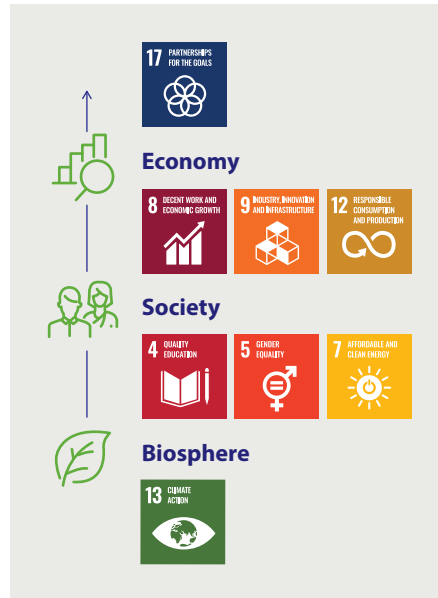 17 PARTNERSHIPS
FOR THE GOALS
Economy
8 DECENT WORK AND
ECONOMIC GROWTH
9 INDUSTRY, INNOVATION
AND INFRASTRUCTURE
12 RESPONSIBLE
CONSUMPTION
AND PRODUCTION
Society
4 QUALITY
EDUCATION
5 GENDER
EQUALITY
7 AFFORDABLE AND
CLEAN ENERGY
Biosphere
13 CLIMATE
ACTION